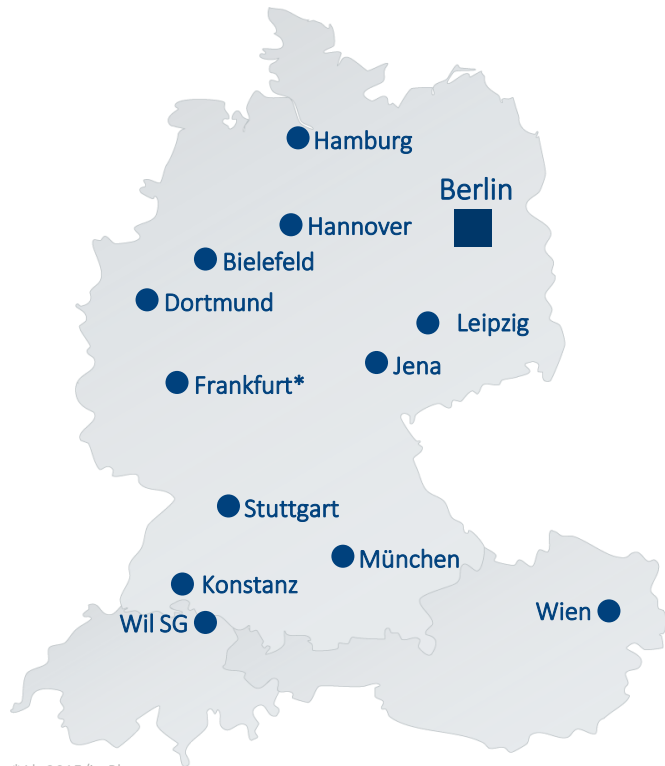 Hamburg
Berlin
Hannover
Bielefeld
Dortmund
Leipzig
Jena
Frankfurt*
Stuttgart
München
Konstanz
Wien
Wil SG